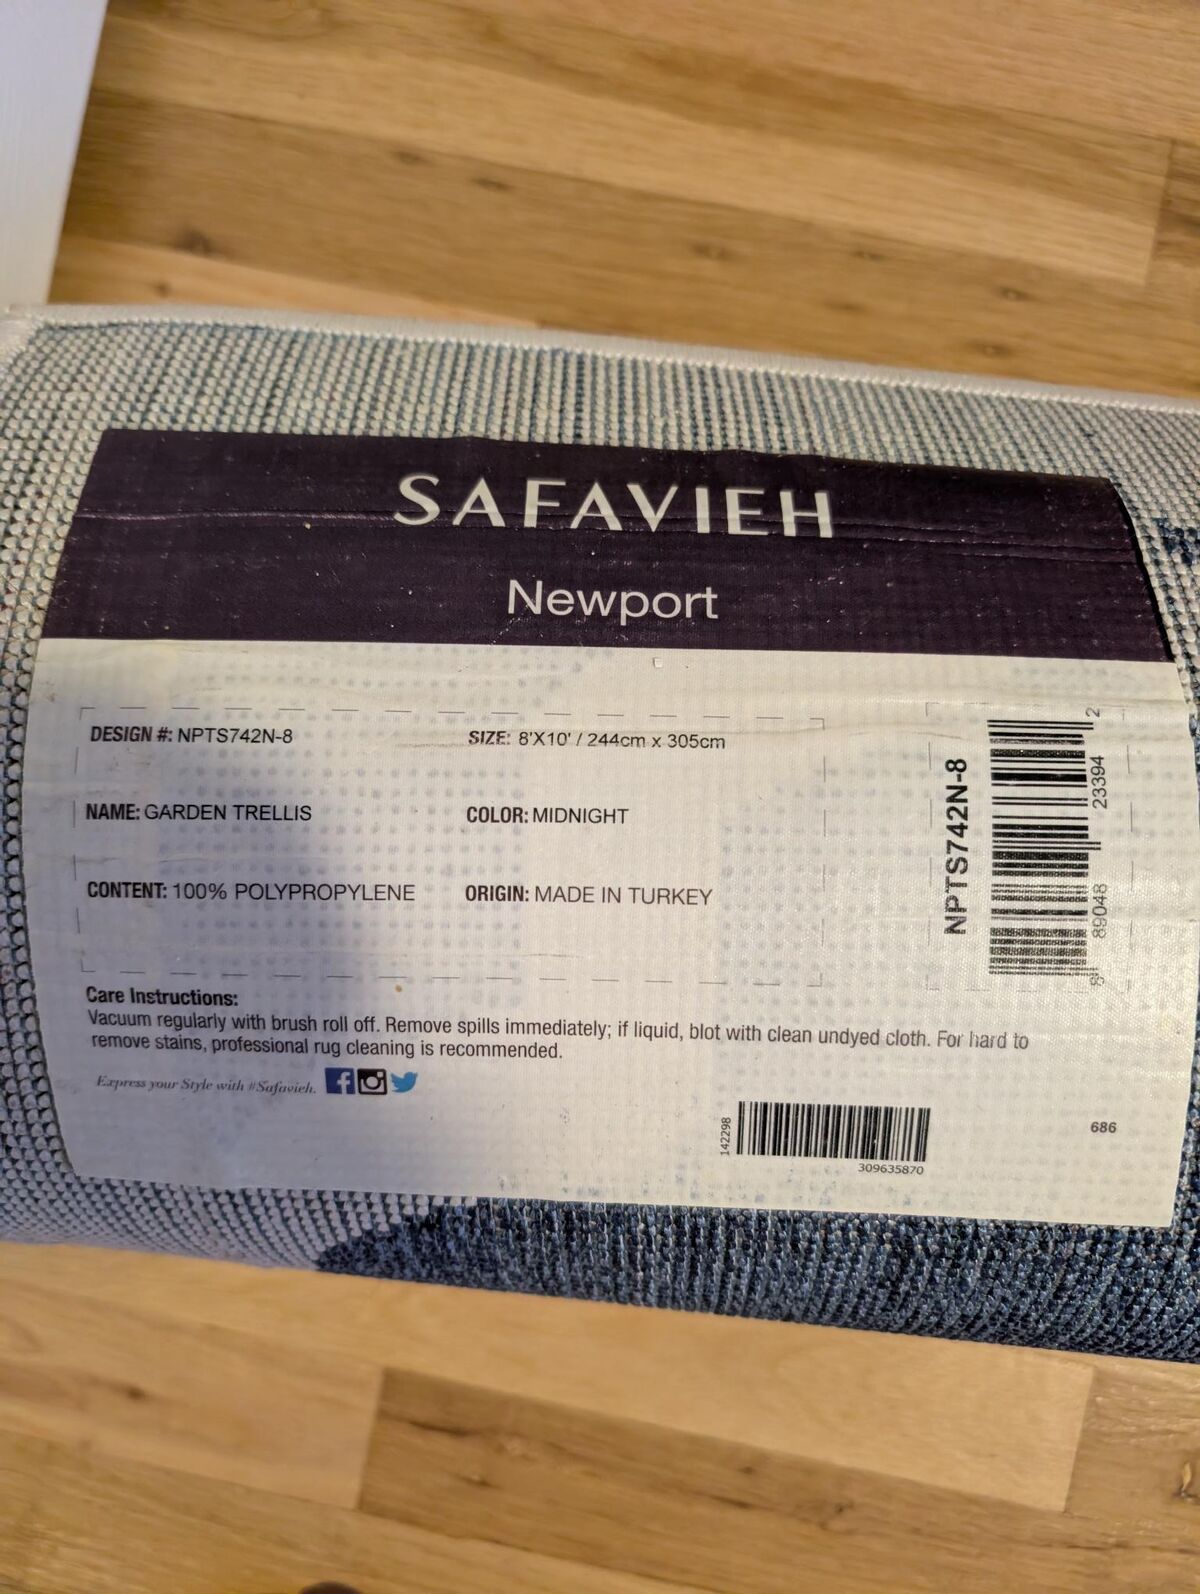 SAFAVIEH
Newport
DESIGN #: NPTS742N-8
SIZE: 8'X10' / 244cm x 305cm
NAME: GARDEN TRELLIS
COLOR: MIDNIGHT
CONTENT: 100% POLYPROPYLENE
ORIGIN: MADE IN TURKEY
NPTS742N-8
8 89048 23394 2
Care Instructions:
Vacuum regularly with brush roll off. Remove spills immediately; if liquid, blot with clean undyed cloth. For hard to
remove stains, professional rug cleaning is recommended.
Express your Style with #Safavieh.
142298
309635870
686